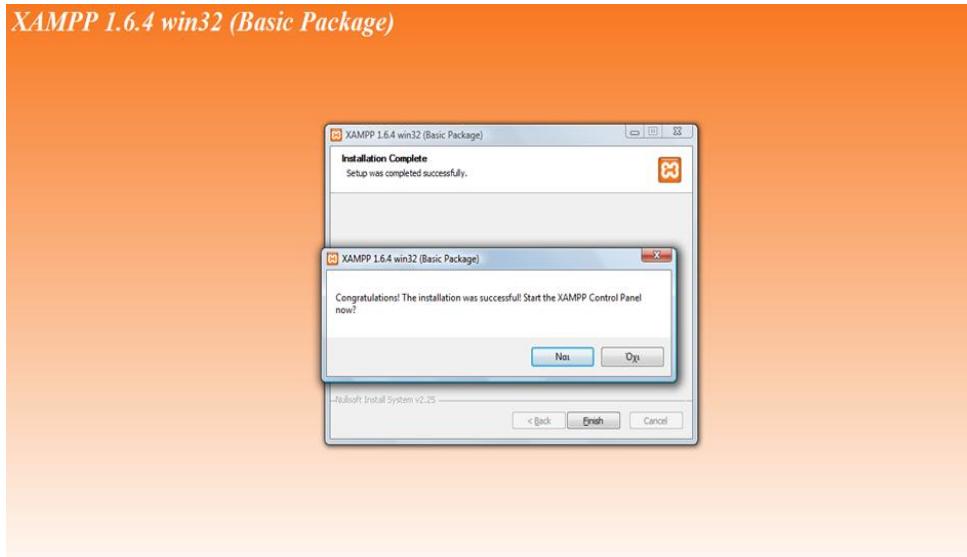 XAMPP 1.6.4 win32 (Basic Package)
XAMPP 1.6.4 win32 (Basic Package)
Installation Complete
Setup was completed successfully.
XAMPP 1.6.4 win32 (Basic Package)
Congratulations! The installation was successful! Start the XAMPP Control Panel
now?
Ναι Όχι
Nullsoft Install System v2.25
< Back Finish Cancel